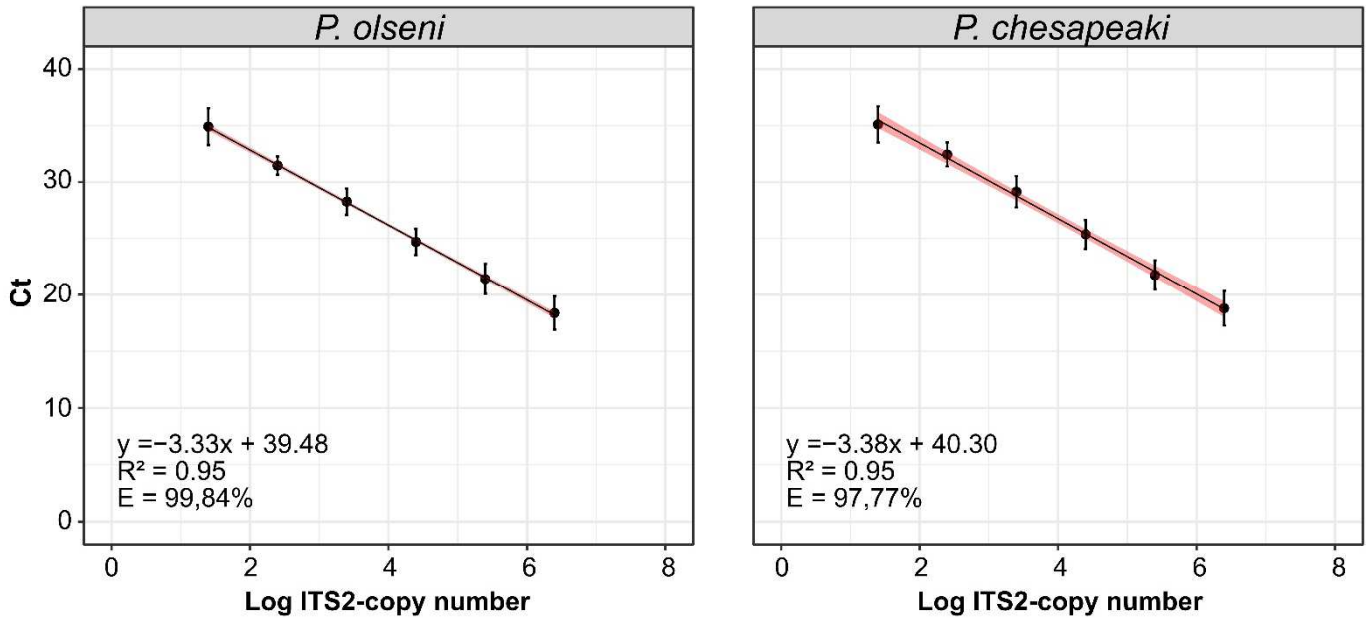 P. olseni
P. chesapeaki
Ct
40
30
20
10
0
y =−3.33x + 39.48
R² = 0.95
E = 99,84%
y =−3.38x + 40.30
R² = 0.95
E = 97,77%
0 2 4 6 8
0 2 4 6 8
Log ITS2-copy number
Log ITS2-copy number